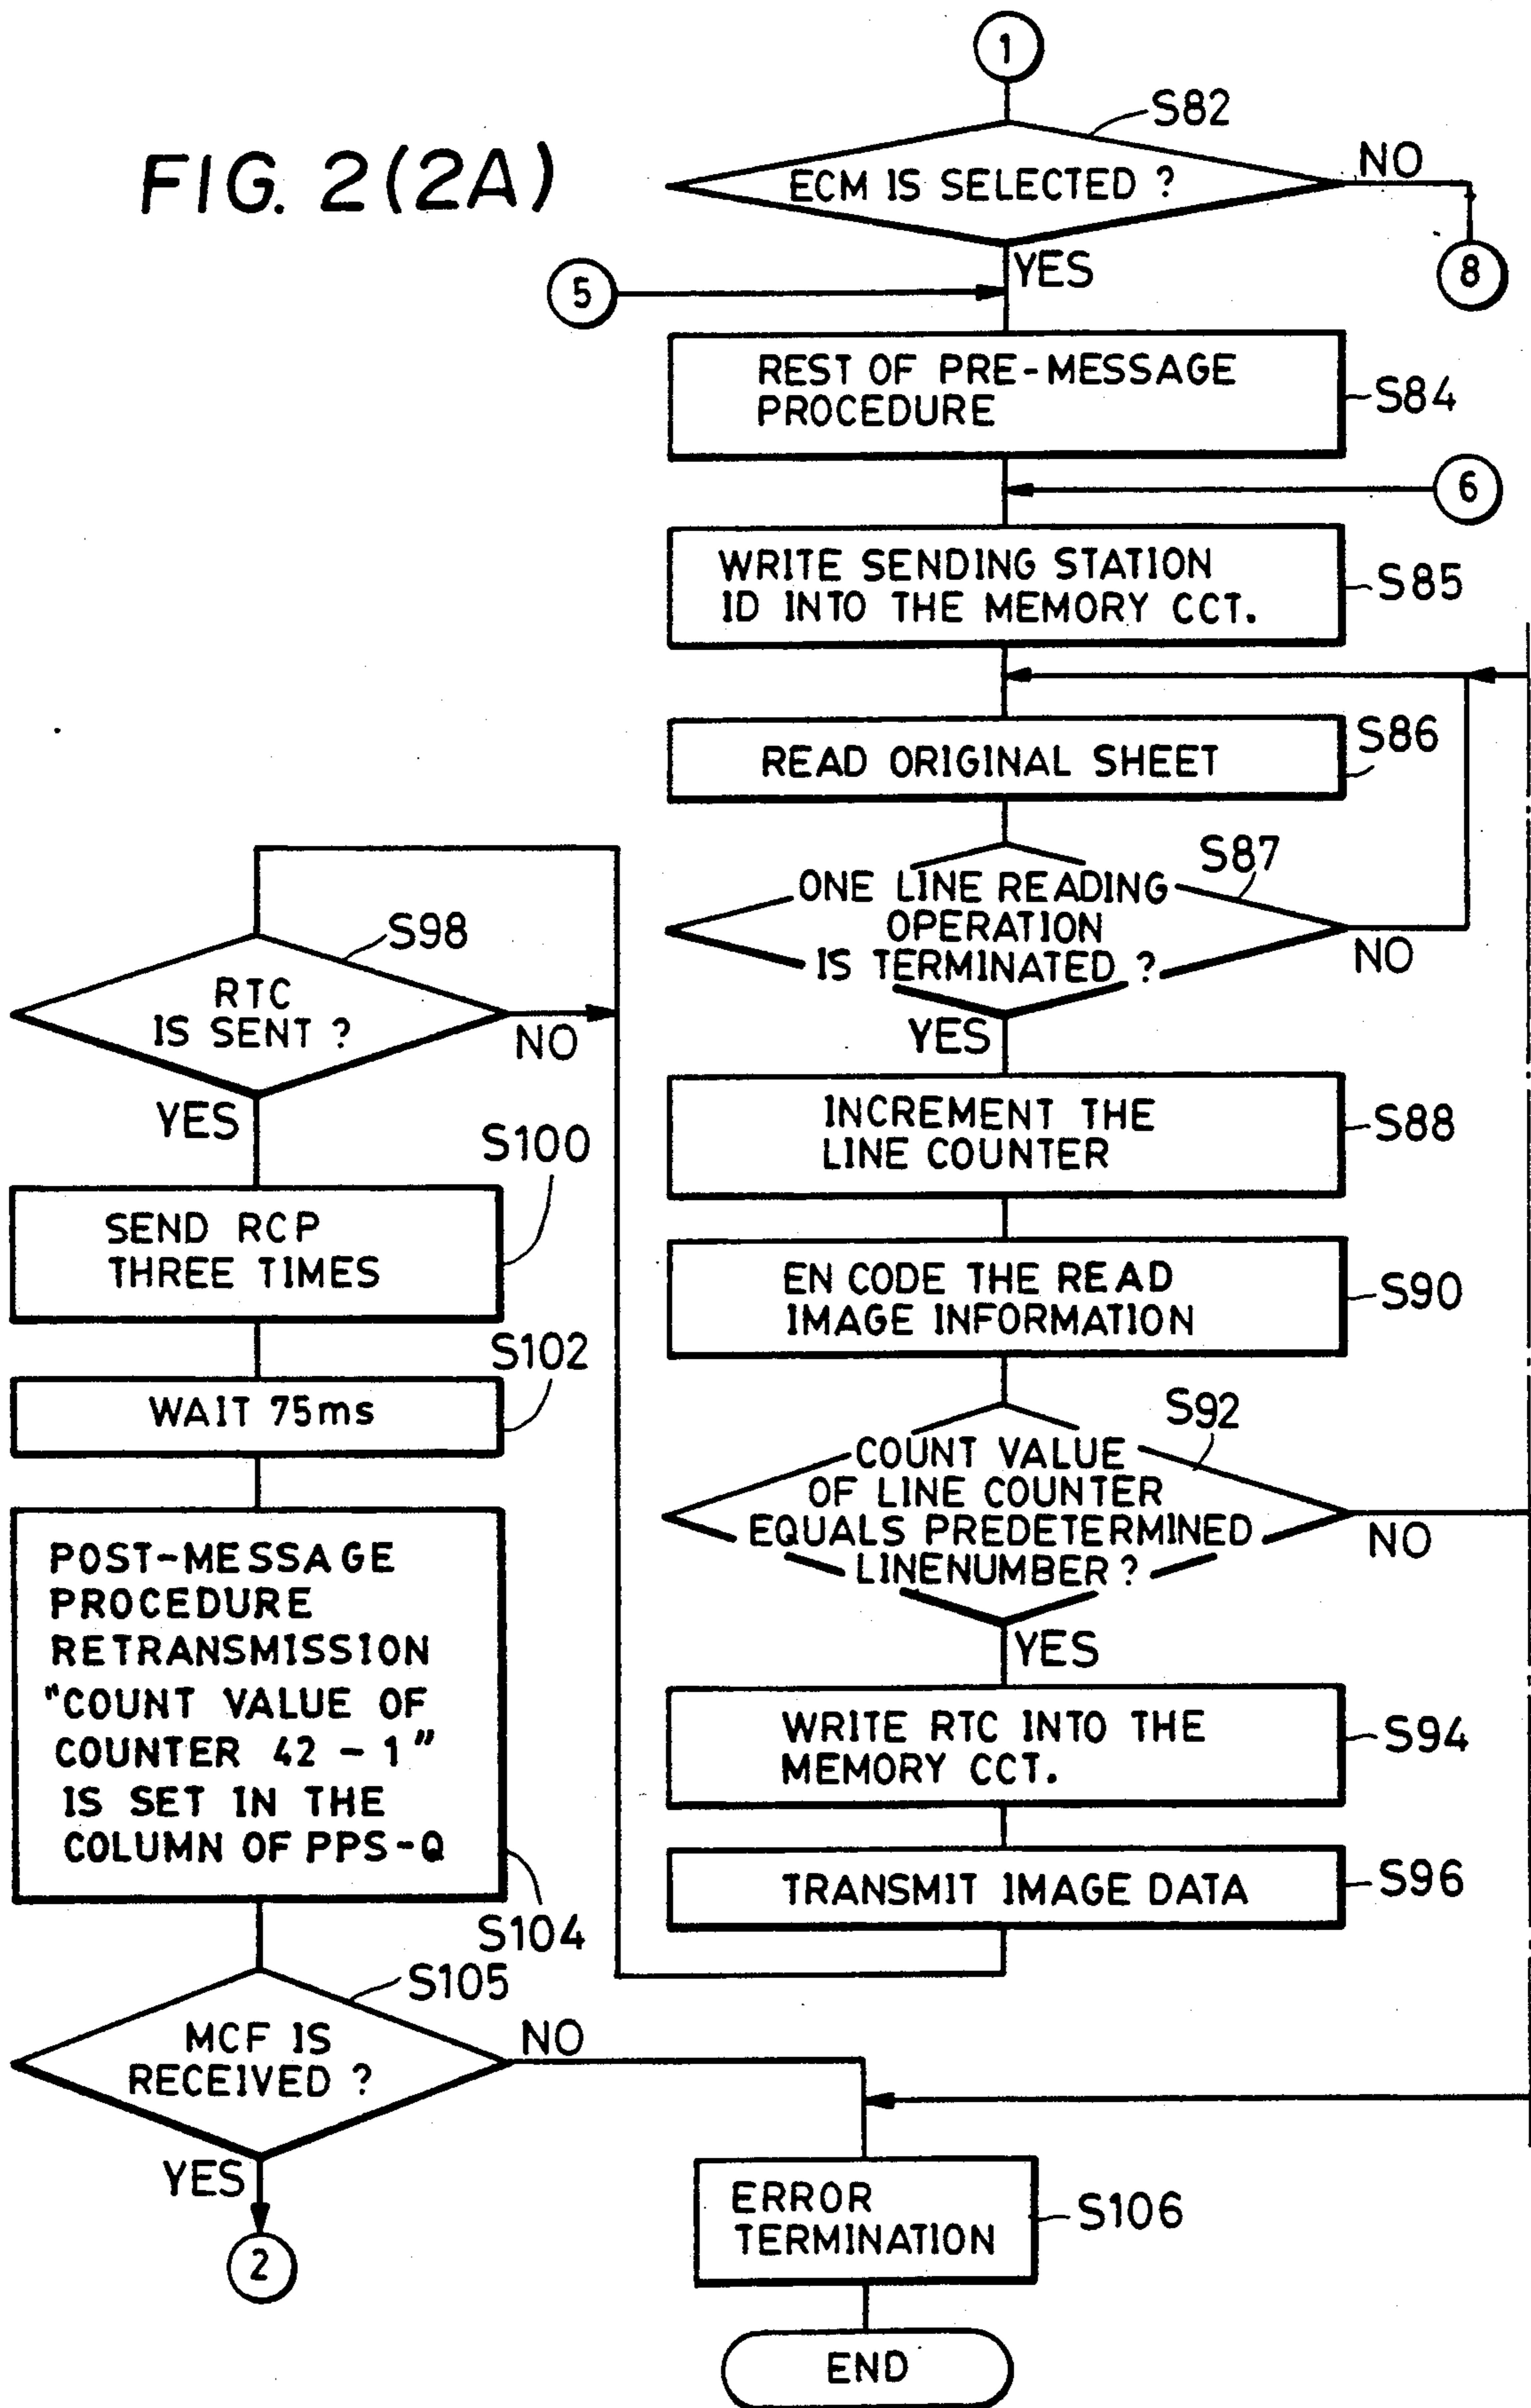 FIG. 2(2A)
1
S82
ECM IS SELECTED ?
NO
8
YES
5
REST OF PRE-MESSAGE
PROCEDURE
S84
6
WRITE SENDING STATION
ID INTO THE MEMORY CCT.
S85
READ ORIGINAL SHEET
S86
S87
ONE LINE READING
OPERATION
IS TERMINATED ?
NO
YES
INCREMENT THE
LINE COUNTER
S88
EN CODE THE READ
IMAGE INFORMATION
S90
S92
COUNT VALUE
OF LINE COUNTER
EQUALS PREDETERMINED
LINENUMBER ?
NO
YES
WRITE RTC INTO THE
MEMORY CCT.
S94
TRANSMIT IMAGE DATA
S96
S98
RTC
IS SENT ?
NO
YES
S100
SEND RCP
THREE TIMES
S102
WAIT 75ms
POST-MESSAGE
PROCEDURE
RETRANSMISSION
"COUNT VALUE OF
COUNTER 42 - 1"
IS SET IN THE
COLUMN OF PPS-Q
S104
S105
MCF IS
RECEIVED ?
NO
YES
2
ERROR
TERMINATION
S106
END